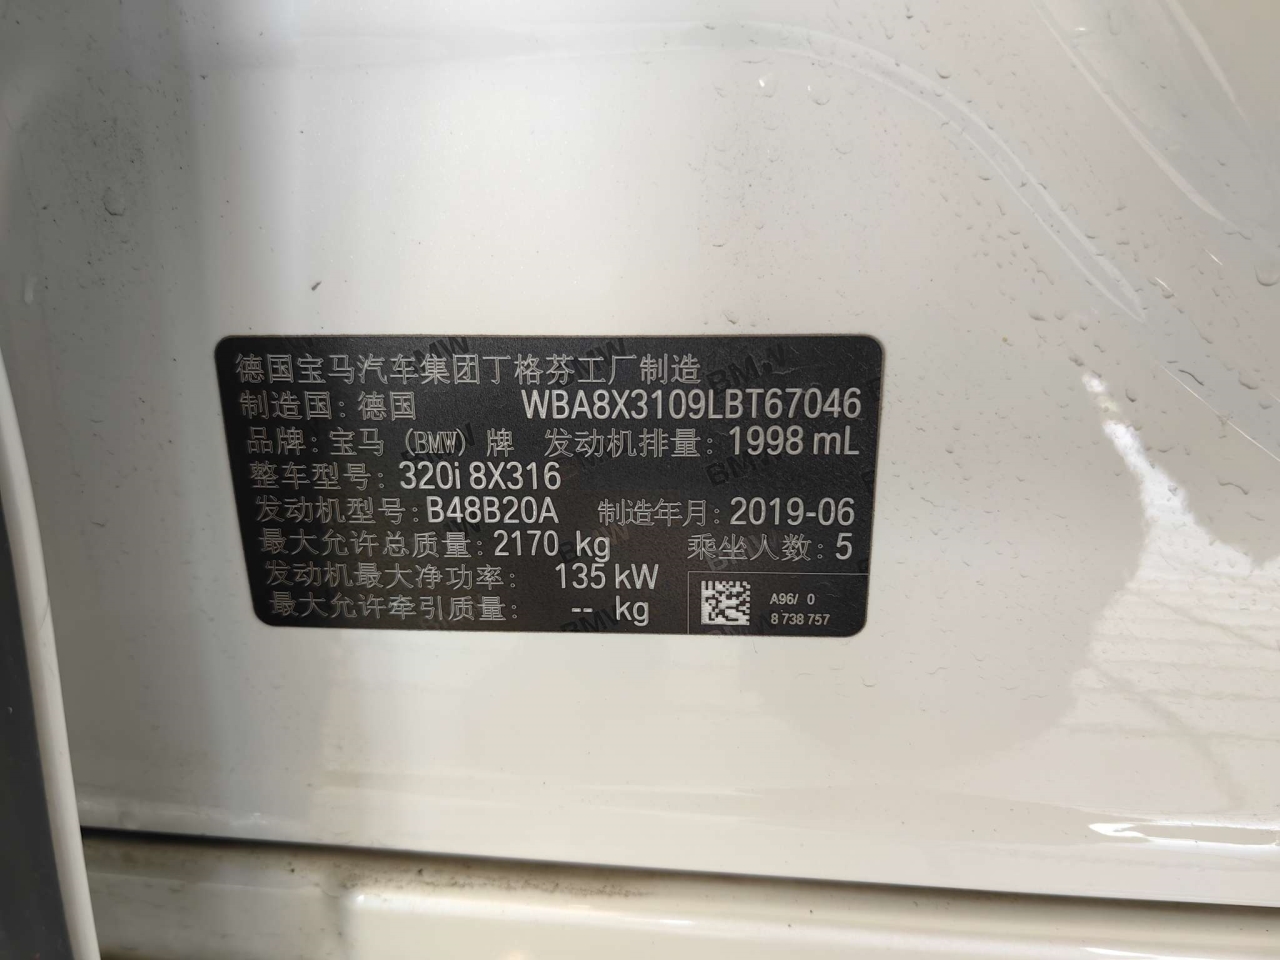 德国宝马汽车集团丁格芬工厂制造
制造国: 德国 WBA8X3109LBT67046
品牌: 宝马 (BMW) 牌 发动机排量: 1998 mL
整车型号: 320i 8X316
发动机型号: B48B20A 制造年月: 2019-06
最大允许总质量: 2170 kg 乘坐人数: 5
发动机最大净功率: 135 kW
最大允许牵引质量: -- kg
A96/ 0
8 738 757